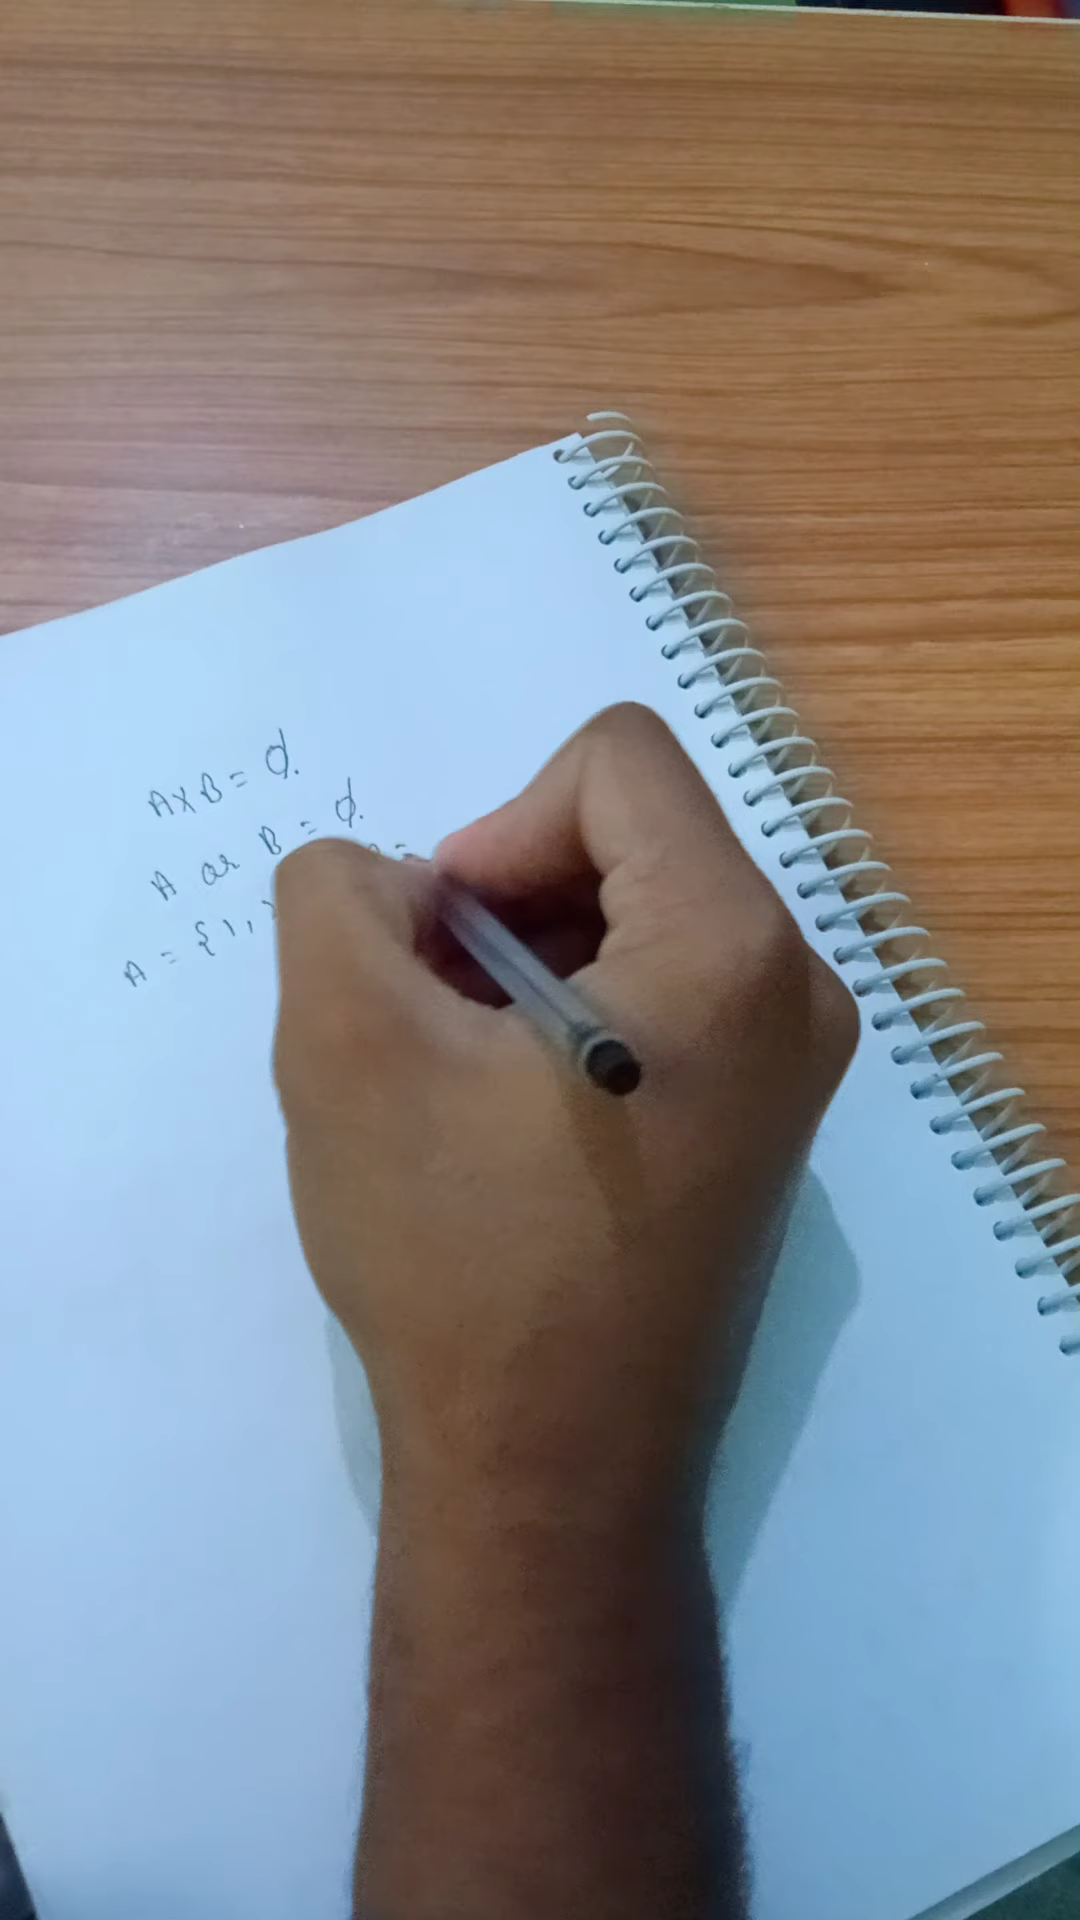 A×B = ϕ.
A or B = ϕ.
A = {1,